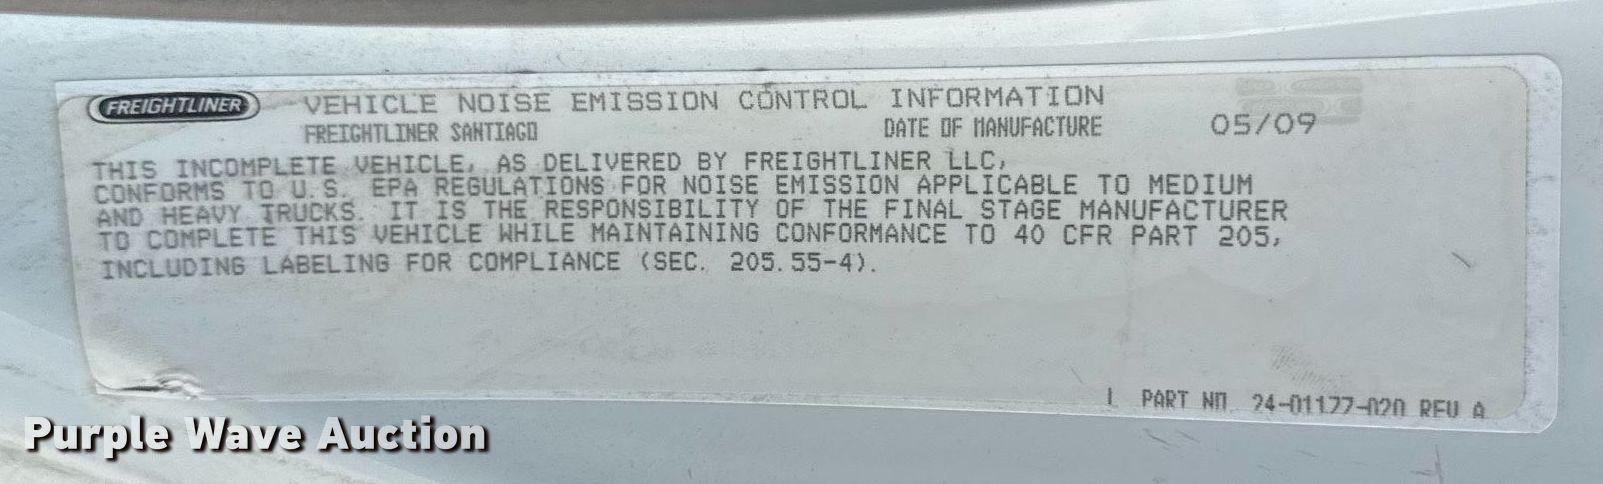 FREIGHTLINER
VEHICLE NOISE EMISSION CONTROL INFORMATION
FREIGHTLINER SANTIAGO DATE OF MANUFACTURE 05/09
THIS INCOMPLETE VEHICLE, AS DELIVERED BY FREIGHTLINER LLC,
CONFORMS TO U.S. EPA REGULATIONS FOR NOISE EMISSION APPLICABLE TO MEDIUM
AND HEAVY TRUCKS. IT IS THE RESPONSIBILITY OF THE FINAL STAGE MANUFACTURER
TO COMPLETE THIS VEHICLE WHILE MAINTAINING CONFORMANCE TO 40 CFR PART 205,
INCLUDING LABELING FOR COMPLIANCE (SEC. 205.55-4).
PART NO 24-01177-020 REV A
Purple Wave Auction